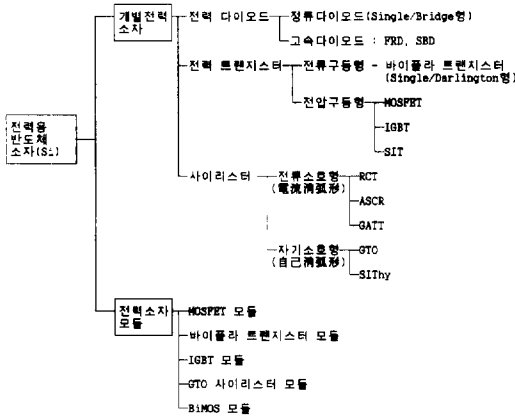 개별전력
소자
전력 다이오드
정류다이오드(Single/Bridge형)
고속다이오드 : FRD, SBD
전력 트랜지스터
전류구동형 - 바이폴라 트랜지스터
(Single/Darlington형)
전압구동형
MOSFET
IGBT
SIT
전력용
반도체
소자(Si)
사이리스터
전류소호형
(電流消弧形)
RCT
ASCR
GATT
자기소호형
(自己消弧形)
GTO
SIThy
전력소자
모듈
MOSFET 모듈
바이폴라 트랜지스터 모듈
IGBT 모듈
GTO 사이리스터 모듈
BiMOS 모듈